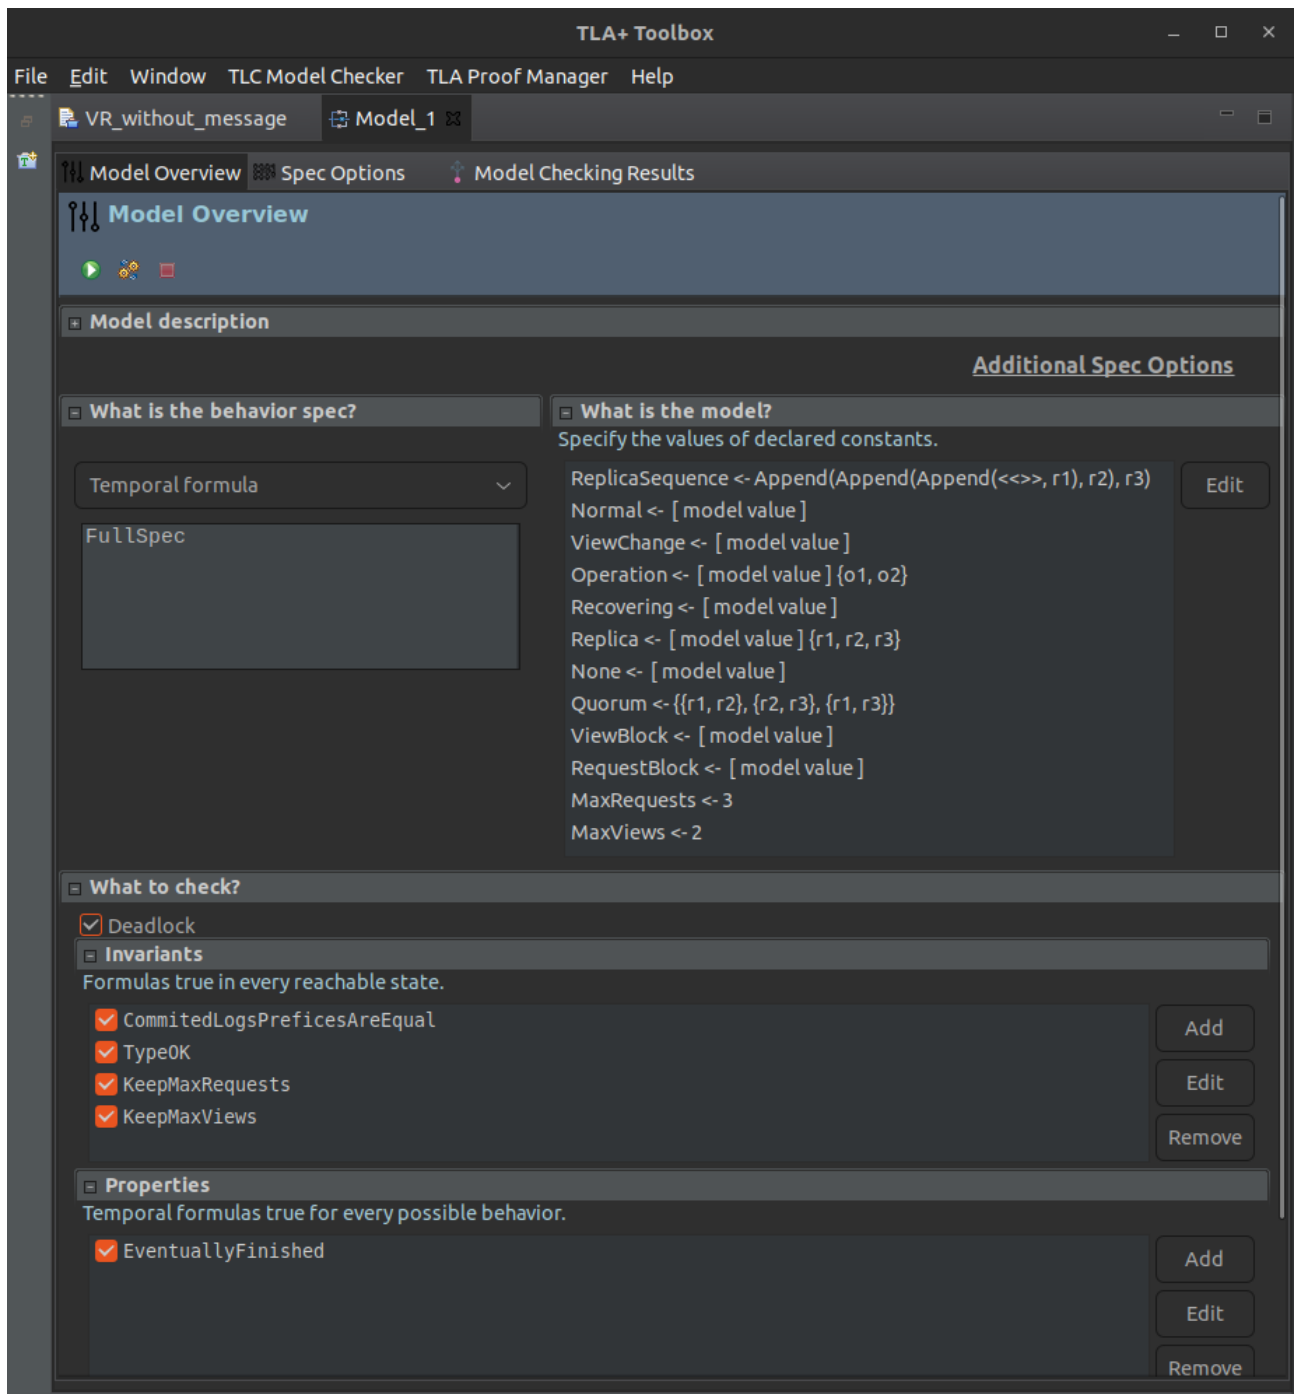 TLA+ Toolbox
File Edit Window TLC Model Checker TLA Proof Manager Help
VR_without_message Model_1
Model Overview Spec Options Model Checking Results
Model Overview
Model description
Additional Spec Options
What is the behavior spec?
Temporal formula
FullSpec
What is the model?
Specify the values of declared constants.
ReplicaSequence <- Append(Append(Append(<<>>, r1), r2), r3)
Edit
Normal <- [ model value ]
ViewChange <- [ model value ]
Operation <- [ model value ] {o1, o2}
Recovering <- [ model value ]
Replica <- [ model value ] {r1, r2, r3}
None <- [ model value ]
Quorum <- {{r1, r2}, {r2, r3}, {r1, r3}}
ViewBlock <- [ model value ]
RequestBlock <- [ model value ]
MaxRequests <- 3
MaxViews <- 2
What to check?
Deadlock
Invariants
Formulas true in every reachable state.
CommitedLogsPreficesAreEqual
TypeOK
KeepMaxRequests
KeepMaxViews
Add
Edit
Remove
Properties
Temporal formulas true for every possible behavior.
EventuallyFinished
Add
Edit
Remove